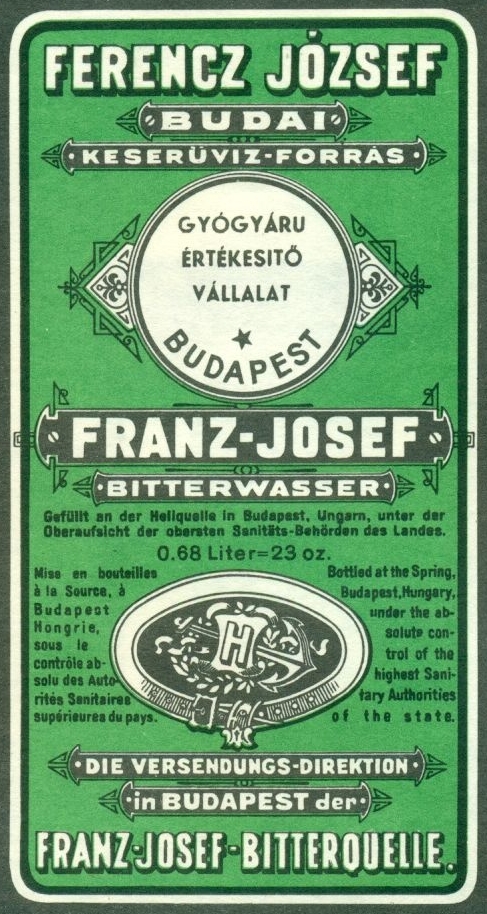 FERENCZ JÓZSEF
BUDAI
KESERÜVIZ-FORRÁS
GYÓGYÁRU
ÉRTÉKESITŐ
VÁLLALAT
BUDAPEST
FRANZ-JOSEF
BITTERWASSER
Gefüllt an der Heilquelle in Budapest, Ungarn, unter der
Oberaufsicht der obersten Sanitäts-Behörden des Landes.
0.68 Liter=23 oz.
Mise en bouteilles
à la Source, à
Budapest
Hongrie,
sous le
contrôle ab-
solu des Auto-
rités Sanitaires
supérieures du pays.
Bottled at the Spring,
Budapest, Hungary,
under the ab-
solute con-
trol of the
highest Sani-
tary Authorities
of the state.
H
DIE VERSENDUNGS-DIREKTION
in BUDAPEST der
FRANZ-JOSEF-BITTERQUELLE.